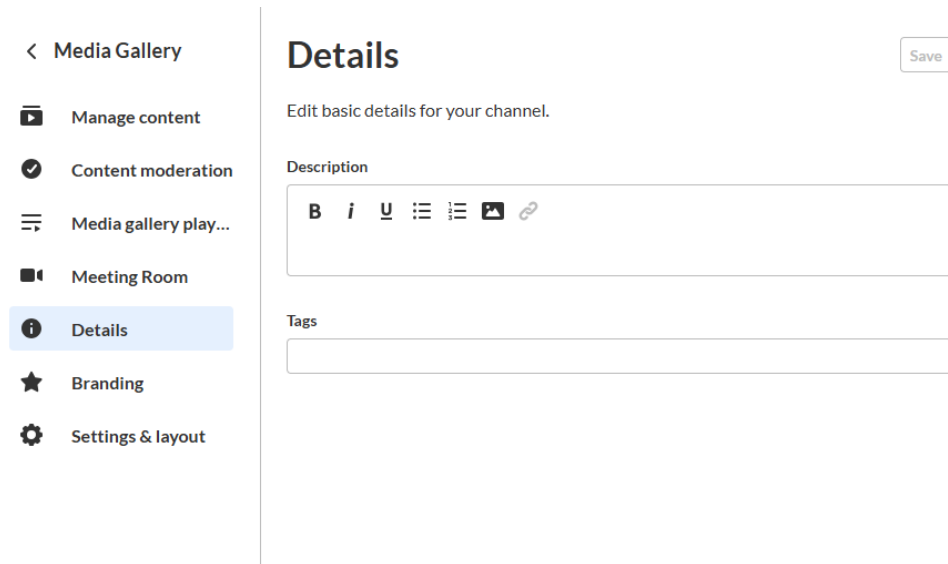 Media Gallery
Manage content
Content moderation
Media gallery play...
Meeting Room
Details
Branding
Settings & layout
Details
Save
Edit basic details for your channel.
Description
B i U
Tags